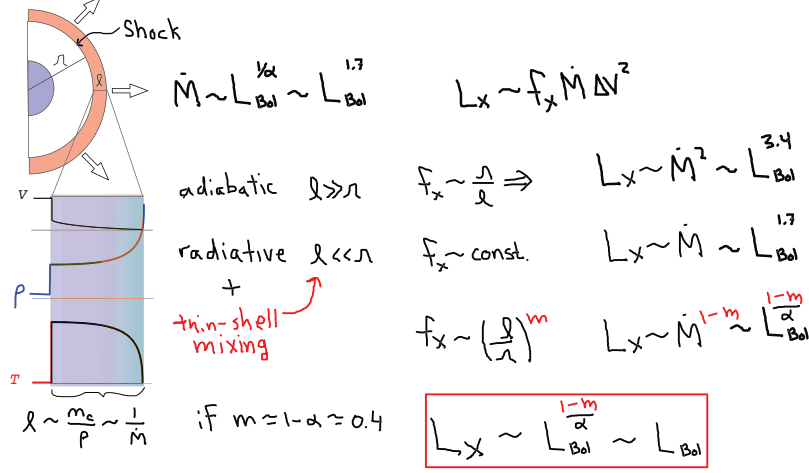 Shock
r
ℓ
Ṁ ~ L_Bol^{1/α} ~ L_Bol^{1.7}
L_X ~ f_X Ṁ ΔV²
V
adiabatic ℓ >> r
f_X ~ r/ℓ ⇒
L_X ~ Ṁ² ~ L_Bol^{3.4}
radiative ℓ << r
f_X ~ const.
L_X ~ Ṁ ~ L_Bol^{1.7}
ρ
+
thin-shell
mixing
f_X ~ (ℓ/r)^m
L_X ~ Ṁ^{1-m} ~ L_Bol^{(1-m)/α}
T
ℓ ~ m_c/ρ ~ 1/Ṁ
if m ≃ 1-α ≃ 0.4
L_X ~ L_Bol^{(1-m)/α} ~ L_Bol